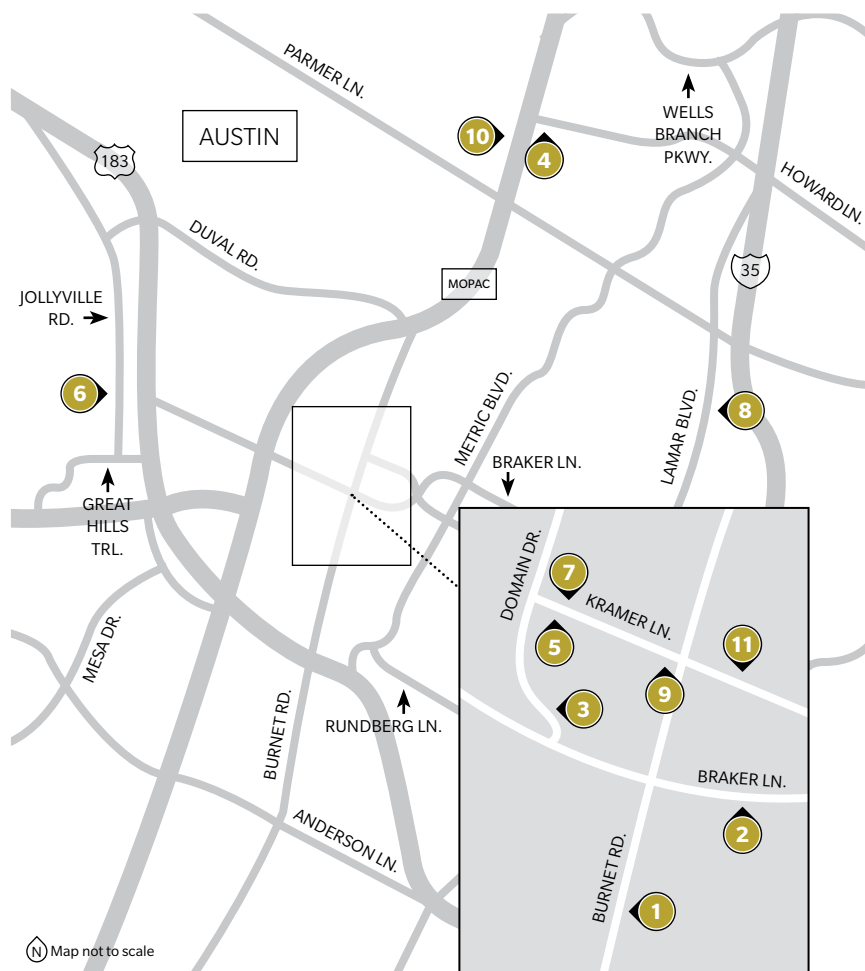 PARMER LN.
WELLS
BRANCH
PKWY.
AUSTIN
10
4
183
HOWARD LN.
DUVAL RD.
35
MOPAC
JOLLYVILLE
RD.
6
METRIC BLVD.
LAMAR BLVD.
8
BRAKER LN.
GREAT
HILLS
TRL.
DOMAIN DR.
7
KRAMER LN.
5
11
MESA DR.
9
3
BURNET RD.
RUNDBERG LN.
BRAKER LN.
ANDERSON LN.
2
BURNET RD.
1
N Map not to scale